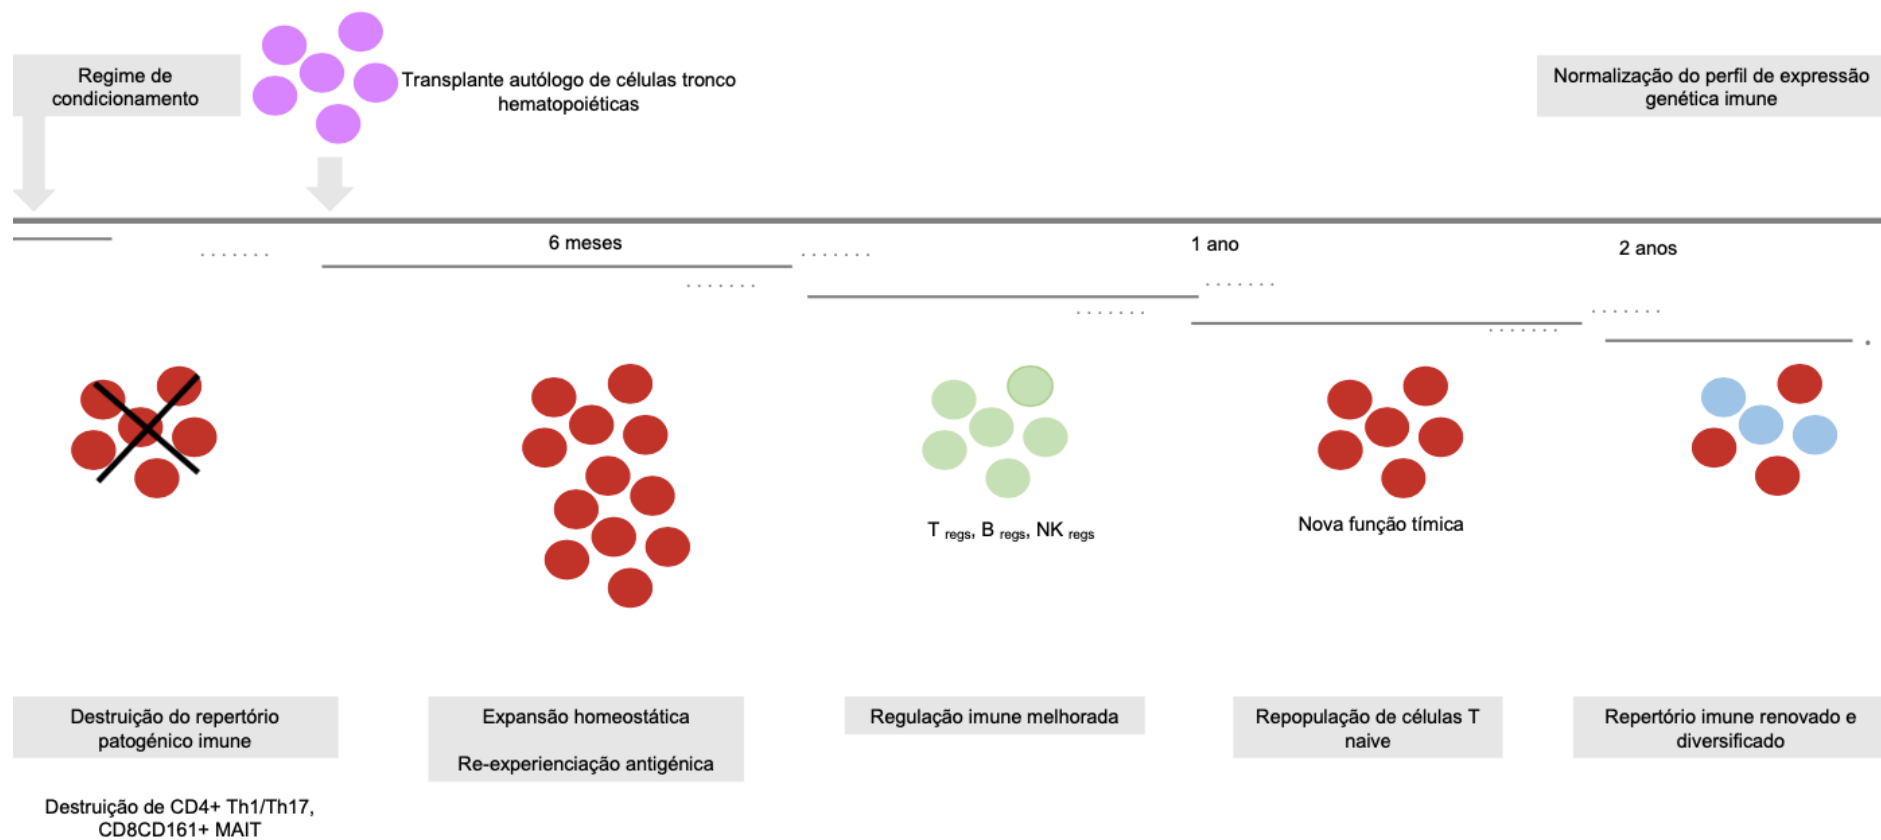 Regime de
condicionamento
Transplante autólogo de células tronco
hematopoiéticas
Normalização do perfil de expressão
genética imune
6 meses
1 ano
2 anos
T regs, B regs, NK regs
Nova função tímica
Destruição do repertório
patogénico imune
Expansão homeostática
Re-experienciação antigénica
Regulação imune melhorada
Repopulação de células T
naive
Repertório imune renovado e
diversificado
Destruição de CD4+ Th1/Th17,
CD8CD161+ MAIT